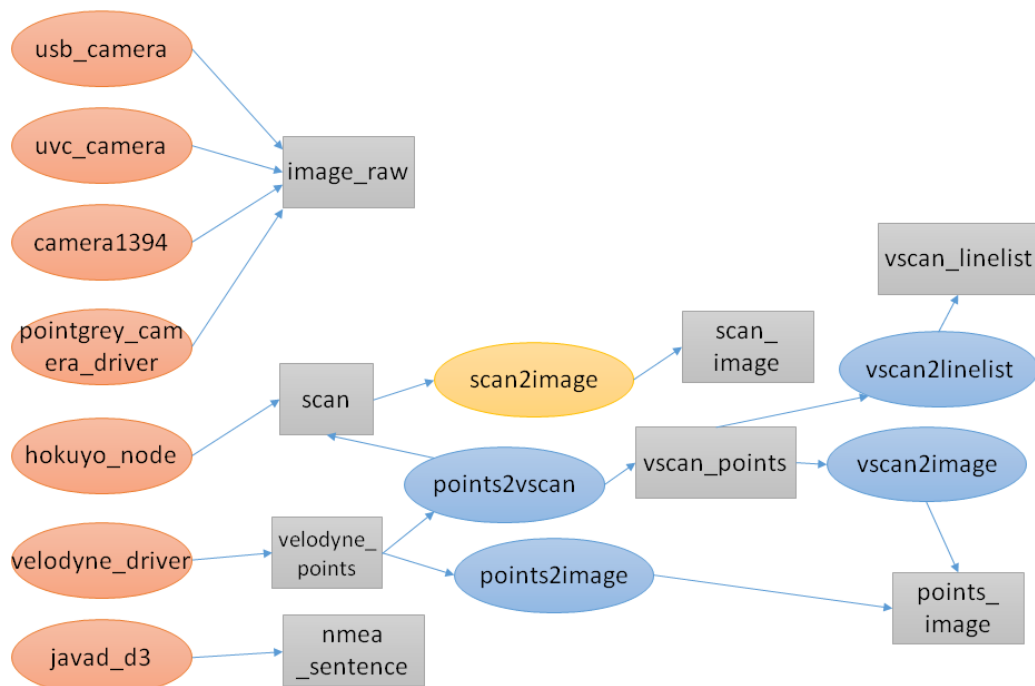 usb_camera
uvc_camera
image_raw
camera1394
vscan_linelist
pointgrey_cam
era_driver
scan_
image
scan2image
vscan2linelist
scan
hokuyo_node
points2vscan
vscan_points
vscan2image
velodyne_driver
velodyne_
points
points2image
points_
image
nmea
_sentence
javad_d3